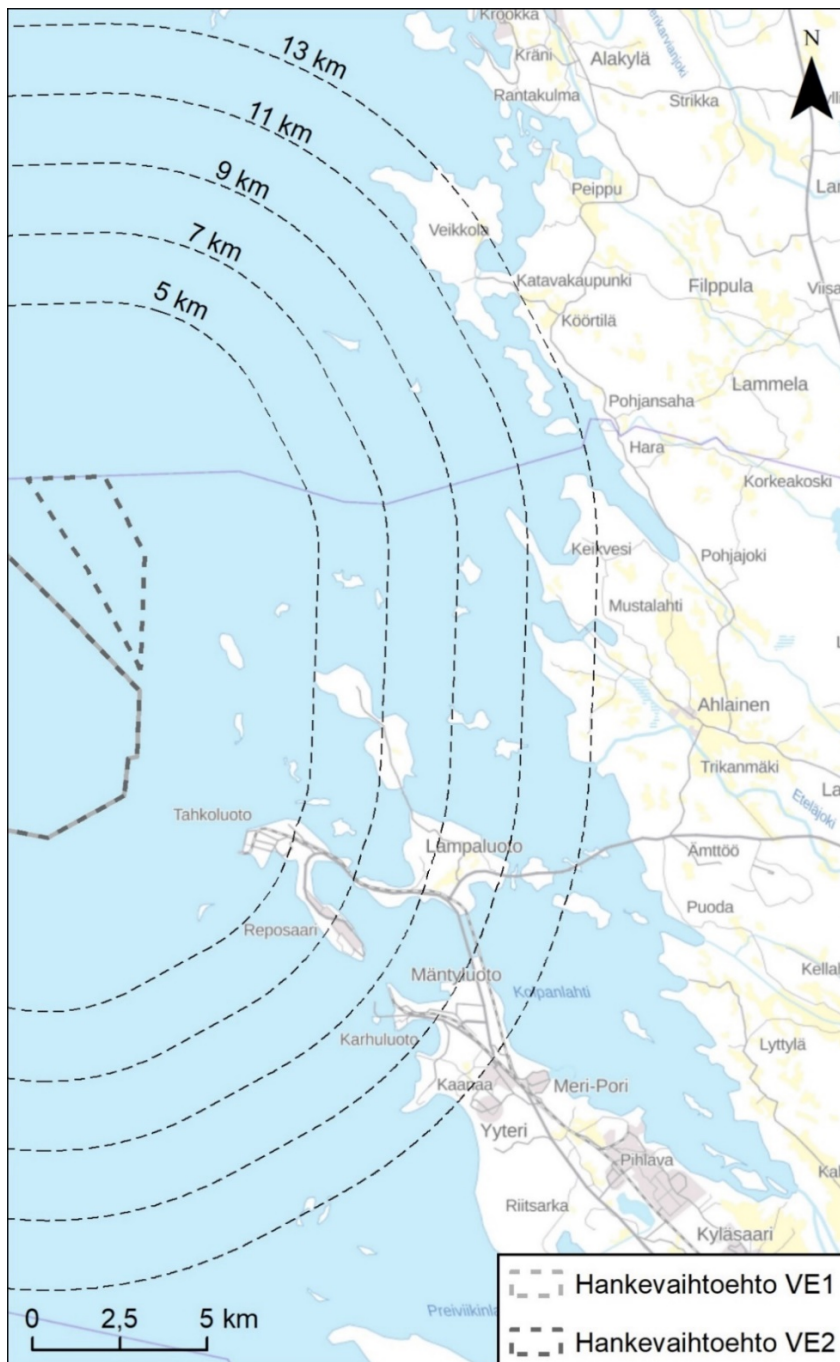 Krookka
13 km
Kräni
Alakylä
N
Rantakulma
Strikka
11 km
9 km
Peippu
Veikkola
7 km
Katavakaupunki
Filppula
5 km
Köörtilä
Lammela
Pohjansaha
Hara
Korkeakoski
Keikvesi
Pohjajoki
Mustalahti
Ahlainen
Trikanmäki
Eteläjoki
Tahkoluoto
Lampaluoto
Ämttöö
Puoda
Reposaari
Mäntyluoto
Kolpanlahti
Karhuluoto
Lyttylä
Kaanaa
Meri-Pori
Yyteri
Pihlava
Riitsarka
Kyläsaari
Hankevaihtoehto VE1
0 2,5 5 km
Hankevaihtoehto VE2